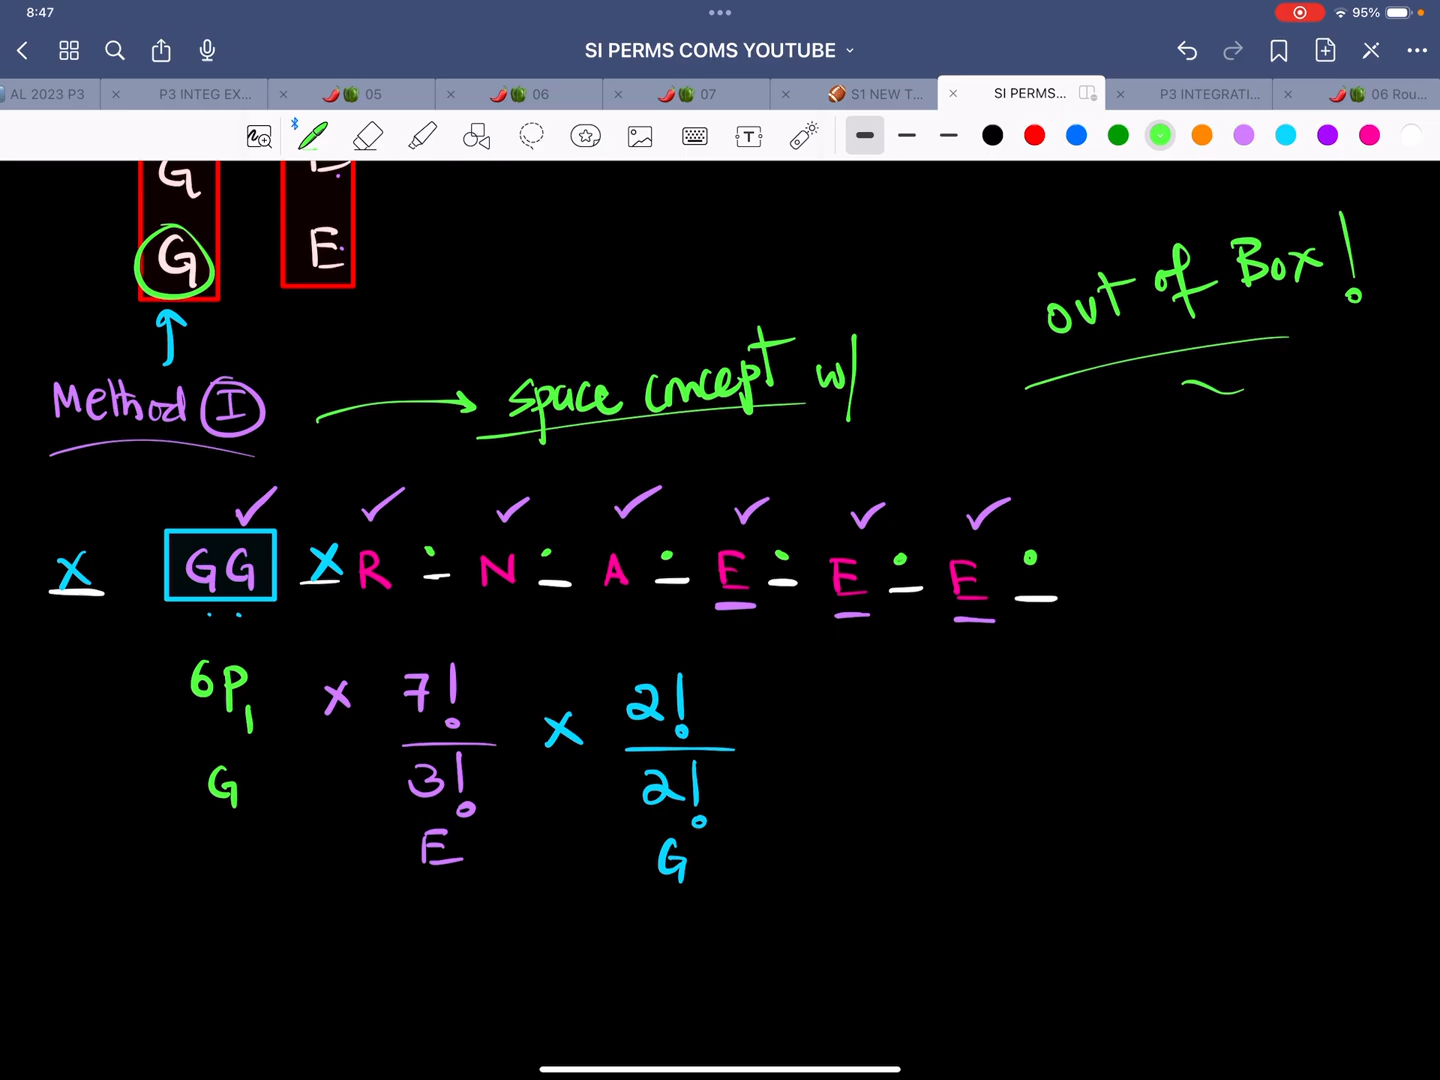 8:47
95%
SI PERMS COMS YOUTUBE
AL 2023 P3
P3 INTEG EX...
05
06
07
S1 NEW T...
SI PERMS...
P3 INTEGRATI...
06 Rou...
G
G E
out of Box!
Method I → space concept w/
X GG X R N A E E E
6P1 × 7! × 2!
3! 2!
G E G